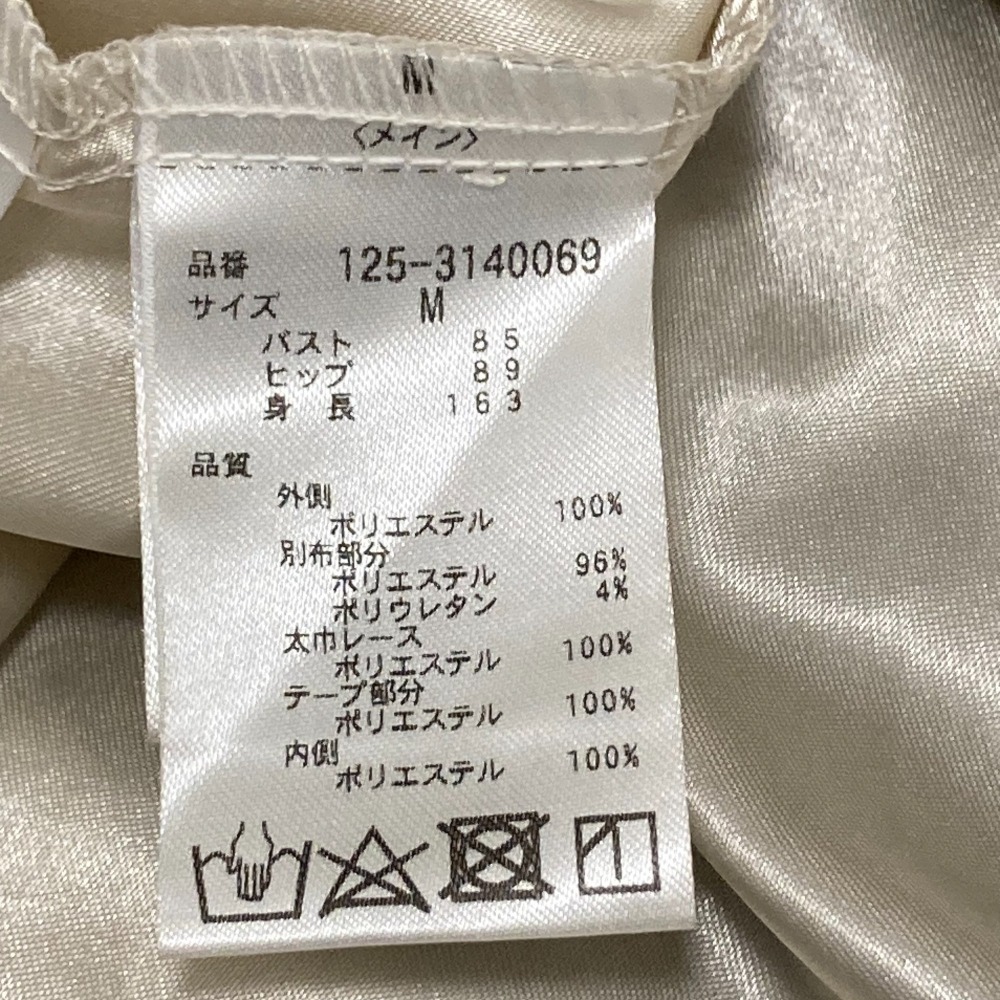 M
〈メイン〉
品番 125-3140069
サイズ M
バスト 85
ヒップ 89
身長 163
品質
外側
ポリエステル 100%
別布部分
ポリエステル 96%
ポリウレタン 4%
太巾レース
ポリエステル 100%
テープ部分
ポリエステル 100%
内側
ポリエステル 100%